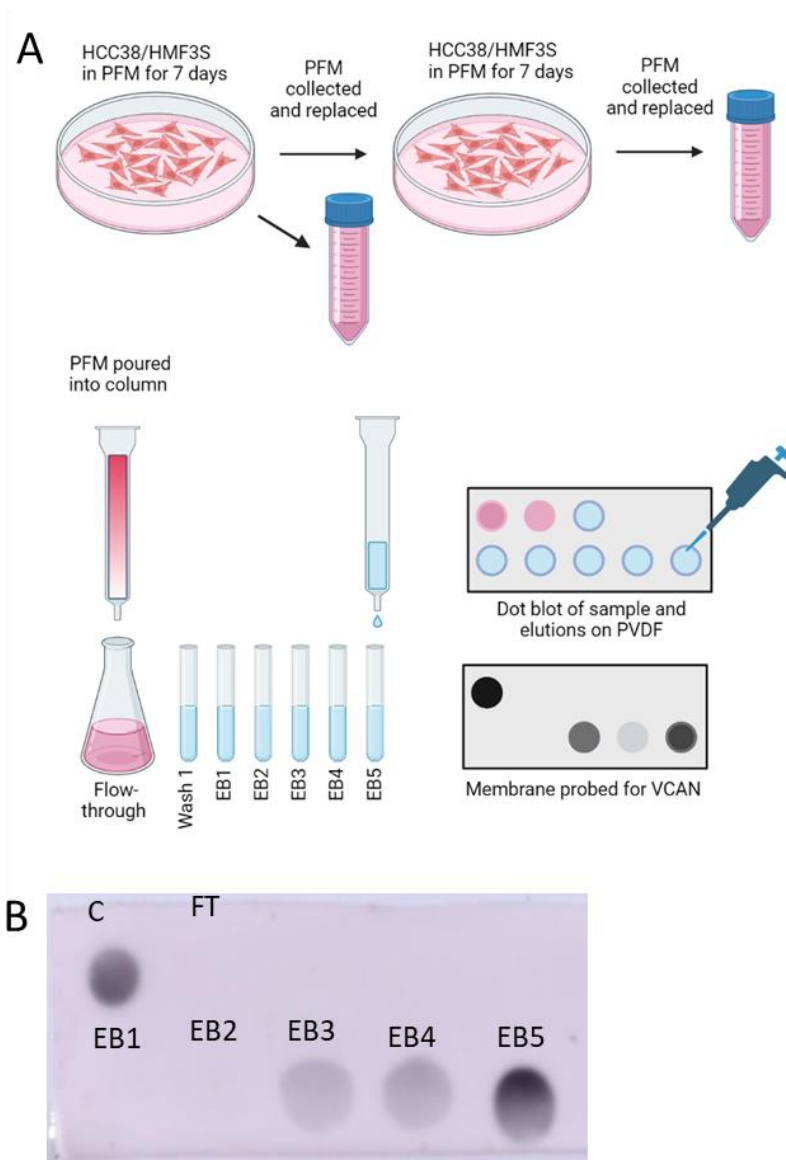 A
HCC38/HMF3S
in PFM for 7 days
PFM
collected
and replaced
HCC38/HMF3S
in PFM for 7 days
PFM
collected
and replaced
PFM poured
into column
Flow-
through
Wash 1
EB1
EB2
EB3
EB4
EB5
Dot blot of sample and
elutions on PVDF
Membrane probed for VCAN
B
C
FT
EB1
EB2
EB3
EB4
EB5